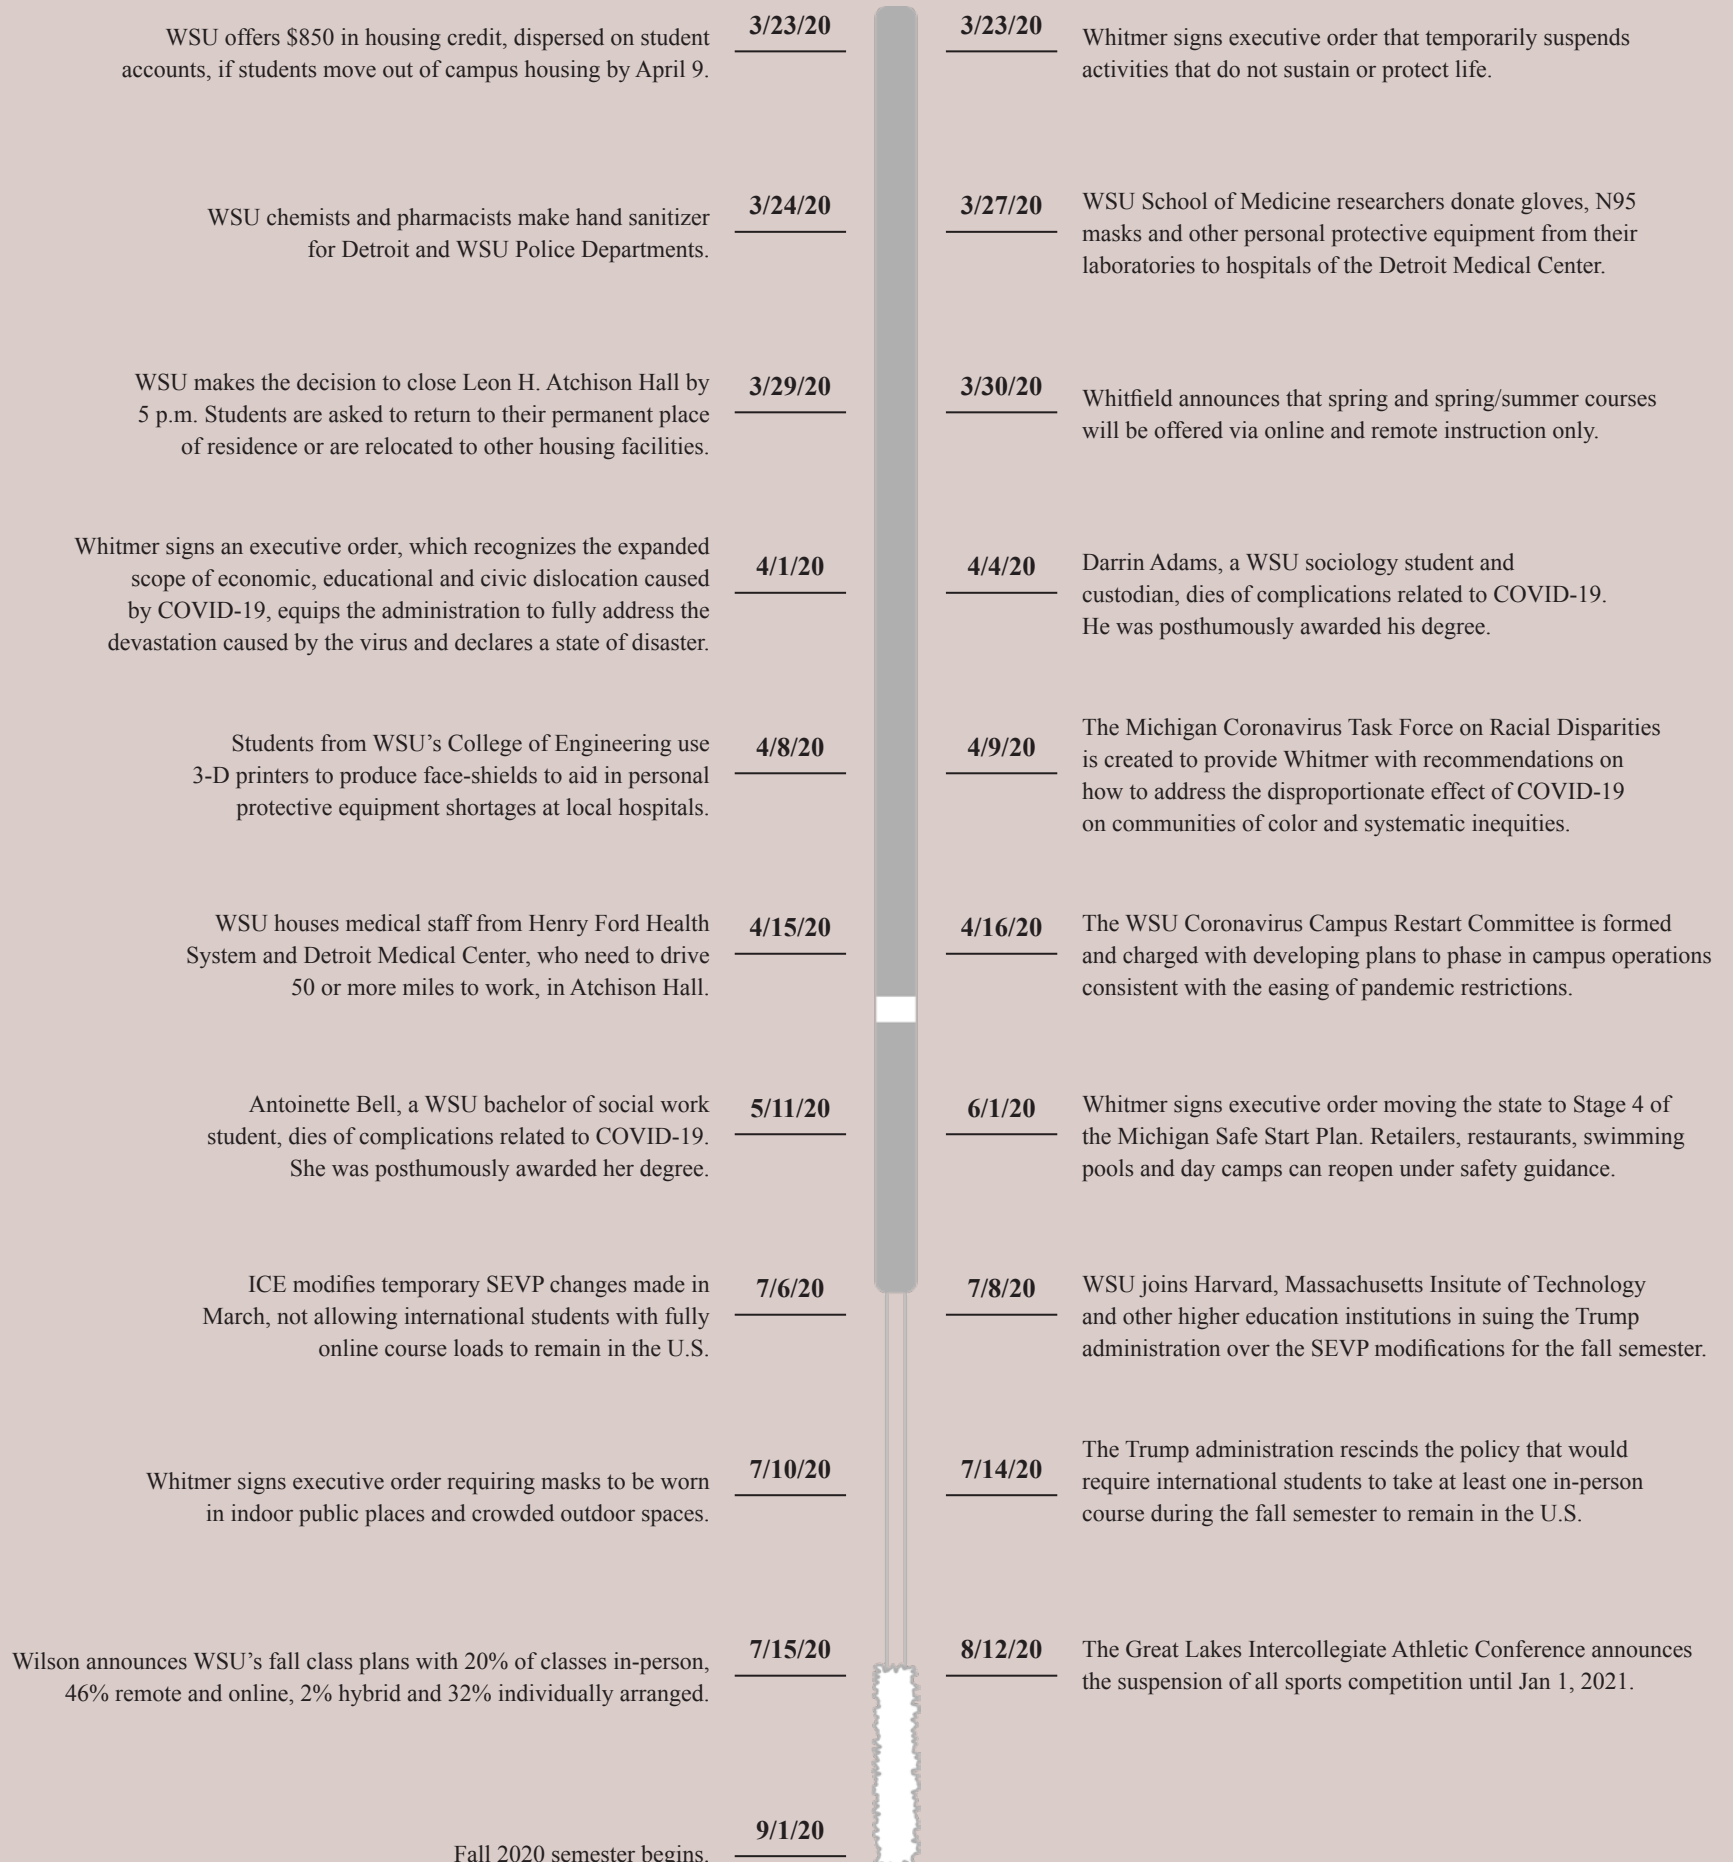 3/23/20
WSU offers $850 in housing credit, dispersed on student
accounts, if students move out of campus housing by April 9.
3/23/20
Whitmer signs executive order that temporarily suspends
activities that do not sustain or protect life.
3/24/20
WSU chemists and pharmacists make hand sanitizer
for Detroit and WSU Police Departments.
3/27/20
WSU School of Medicine researchers donate gloves, N95
masks and other personal protective equipment from their
laboratories to hospitals of the Detroit Medical Center.
3/29/20
WSU makes the decision to close Leon H. Atchison Hall by
5 p.m. Students are asked to return to their permanent place
of residence or are relocated to other housing facilities.
3/30/20
Whitfield announces that spring and spring/summer courses
will be offered via online and remote instruction only.
4/1/20
Whitmer signs an executive order, which recognizes the expanded
scope of economic, educational and civic dislocation caused
by COVID-19, equips the administration to fully address the
devastation caused by the virus and declares a state of disaster.
4/4/20
Darrin Adams, a WSU sociology student and
custodian, dies of complications related to COVID-19.
He was posthumously awarded his degree.
4/8/20
Students from WSU’s College of Engineering use
3-D printers to produce face-shields to aid in personal
protective equipment shortages at local hospitals.
4/9/20
The Michigan Coronavirus Task Force on Racial Disparities
is created to provide Whitmer with recommendations on
how to address the disproportionate effect of COVID-19
on communities of color and systematic inequities.
4/15/20
WSU houses medical staff from Henry Ford Health
System and Detroit Medical Center, who need to drive
50 or more miles to work, in Atchison Hall.
4/16/20
The WSU Coronavirus Campus Restart Committee is formed
and charged with developing plans to phase in campus operations
consistent with the easing of pandemic restrictions.
5/11/20
Antoinette Bell, a WSU bachelor of social work
student, dies of complications related to COVID-19.
She was posthumously awarded her degree.
6/1/20
Whitmer signs executive order moving the state to Stage 4 of
the Michigan Safe Start Plan. Retailers, restaurants, swimming
pools and day camps can reopen under safety guidance.
7/6/20
ICE modifies temporary SEVP changes made in
March, not allowing international students with fully
online course loads to remain in the U.S.
7/8/20
WSU joins Harvard, Massachusetts Insitute of Technology
and other higher education institutions in suing the Trump
administration over the SEVP modifications for the fall semester.
7/10/20
Whitmer signs executive order requiring masks to be worn
in indoor public places and crowded outdoor spaces.
7/14/20
The Trump administration rescinds the policy that would
require international students to take at least one in-person
course during the fall semester to remain in the U.S.
7/15/20
Wilson announces WSU’s fall class plans with 20% of classes in-person,
46% remote and online, 2% hybrid and 32% individually arranged.
8/12/20
The Great Lakes Intercollegiate Athletic Conference announces
the suspension of all sports competition until Jan 1, 2021.
9/1/20
Fall 2020 semester begins.